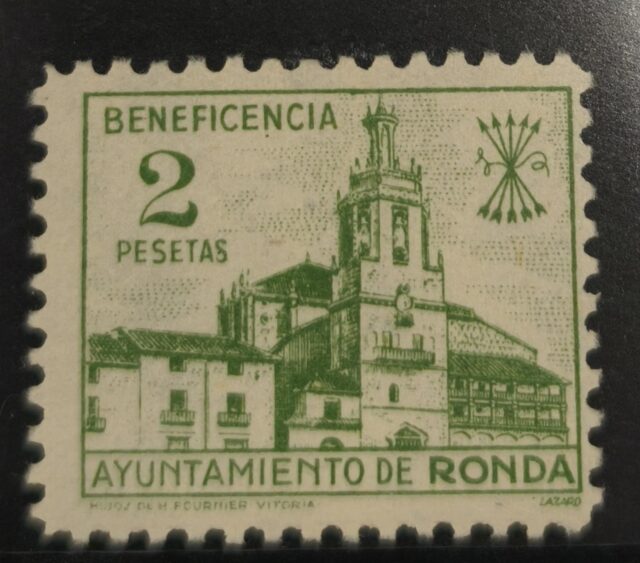 BENEFICENCIA
2
PESETAS
AYUNTAMIENTO DE RONDA
HIJOS DE H. FOURNIER VITORIA
LAZARO